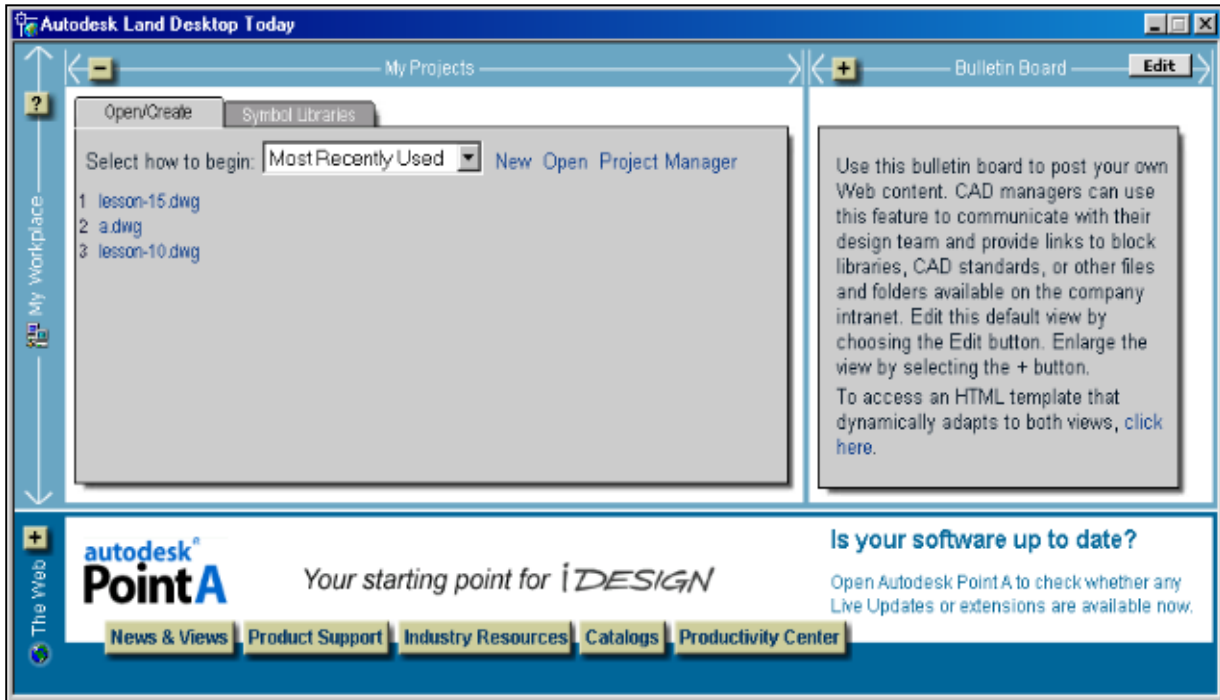 Autodesk Land Desktop Today
My Projects
Bulletin Board
Edit
?
My Workplace
Open/Create
Symbol Libraries
Select how to begin: Most Recently Used New Open Project Manager
1 lesson-15.dwg
2 a.dwg
3 lesson-10.dwg
Use this bulletin board to post your own
Web content. CAD managers can use
this feature to communicate with their
design team and provide links to block
libraries, CAD standards, or other files
and folders available on the company
intranet. Edit this default view by
choosing the Edit button. Enlarge the
view by selecting the + button.
To access an HTML template that
dynamically adapts to both views, click
here.
The Web
autodesk®
Point A
Your starting point for iDESIGN
Is your software up to date?
Open Autodesk Point A to check whether any
Live Updates or extensions are available now.
News & Views Product Support Industry Resources Catalogs Productivity Center